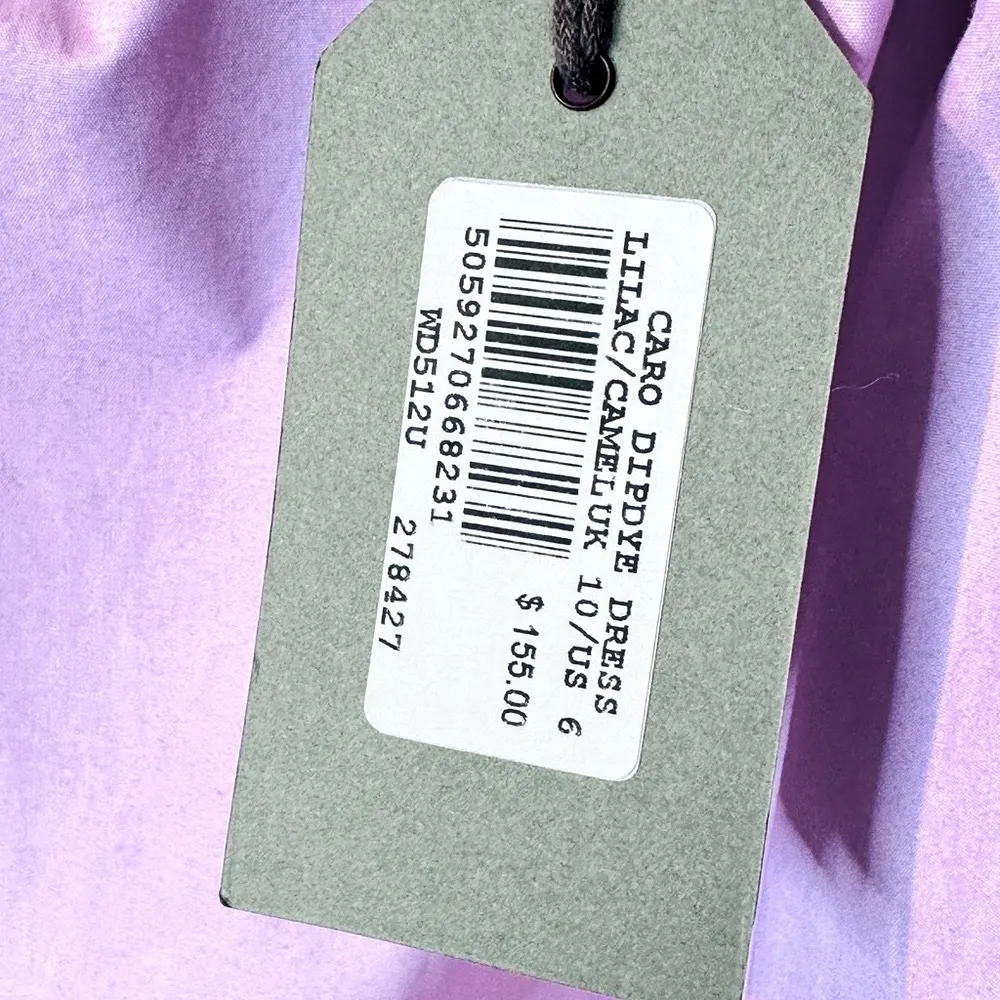 CARO DIPDYE DRESS
LILAC/CAMELUK 10/US 6
$ 155.00
5059270668231
WD512U 278427